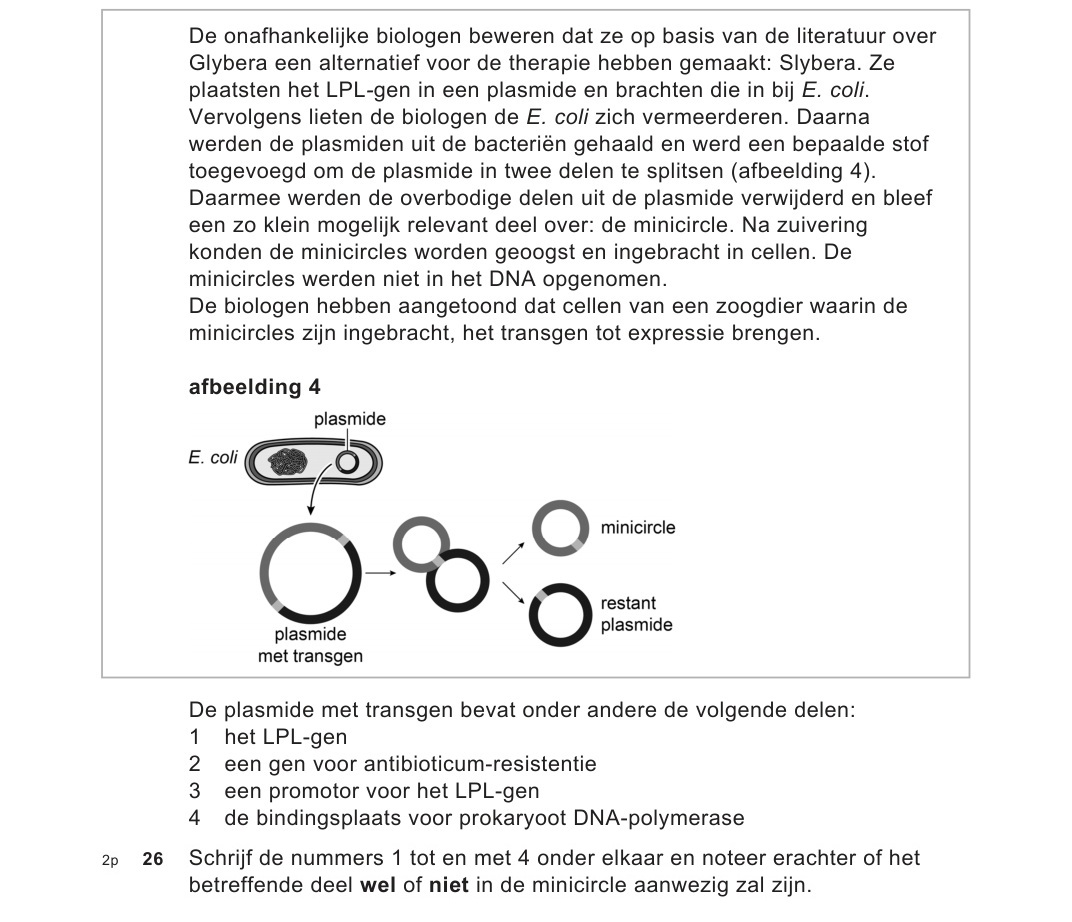 De onafhankelijke biologen beweren dat ze op basis van de literatuur over
Glybera een alternatief voor de therapie hebben gemaakt: Slybera. Ze
plaatsten het LPL-gen in een plasmide en brachten die in bij E. coli.
Vervolgens lieten de biologen de E. coli zich vermeerderen. Daarna
werden de plasmiden uit de bacteriën gehaald en werd een bepaalde stof
toegevoegd om de plasmide in twee delen te splitsen (afbeelding 4).
Daarmee werden de overbodige delen uit de plasmide verwijderd en bleef
een zo klein mogelijk relevant deel over: de minicircle. Na zuivering
konden de minicircles worden geoogst en ingebracht in cellen. De
minicircles werden niet in het DNA opgenomen.
De biologen hebben aangetoond dat cellen van een zoogdier waarin de
minicircles zijn ingebracht, het transgen tot expressie brengen.
afbeelding 4
plasmide
E. coli
minicircle
restant
plasmide
plasmide
met transgen
De plasmide met transgen bevat onder andere de volgende delen:
1 het LPL-gen
2 een gen voor antibioticum-resistentie
3 een promotor voor het LPL-gen
4 de bindingsplaats voor prokaryoot DNA-polymerase
2p 26 Schrijf de nummers 1 tot en met 4 onder elkaar en noteer erachter of het
betreffende deel wel of niet in de minicircle aanwezig zal zijn.